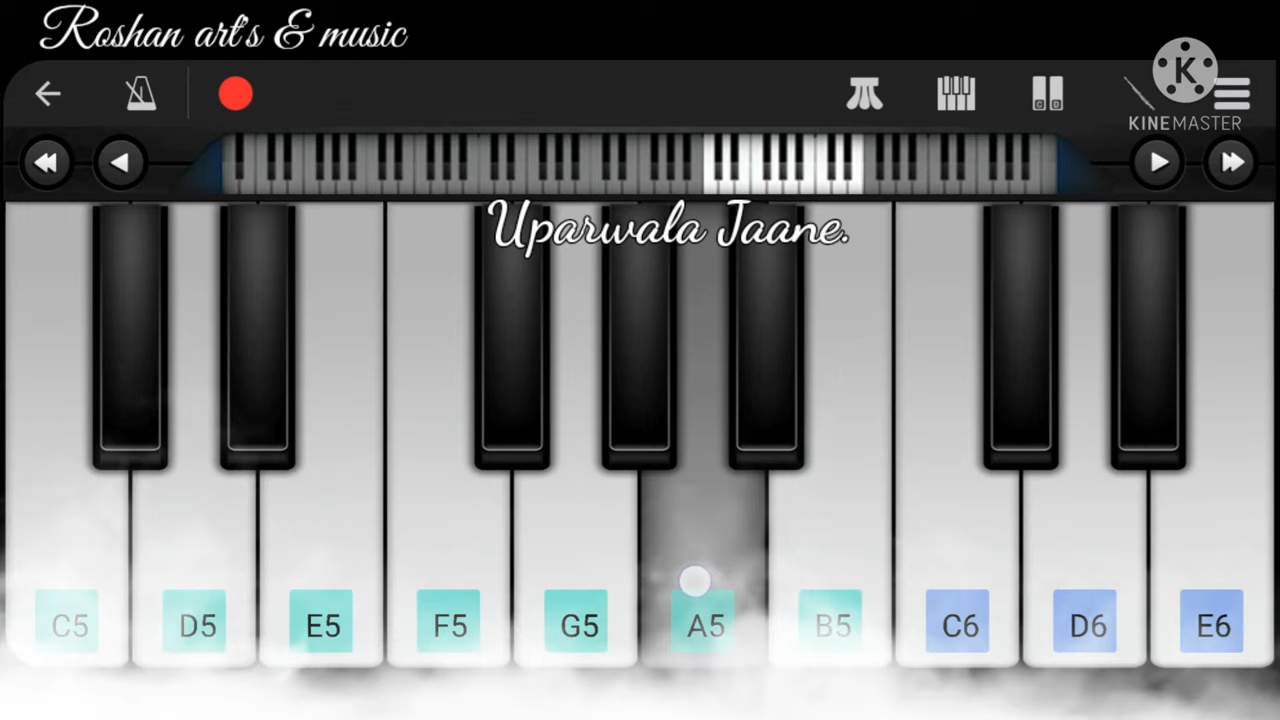 Roshan art's & music
K
KINEMASTER
C D
Uparwala Jaane.
C5 D5 E5 F5 G5 A5 B5 C6 D6 E6